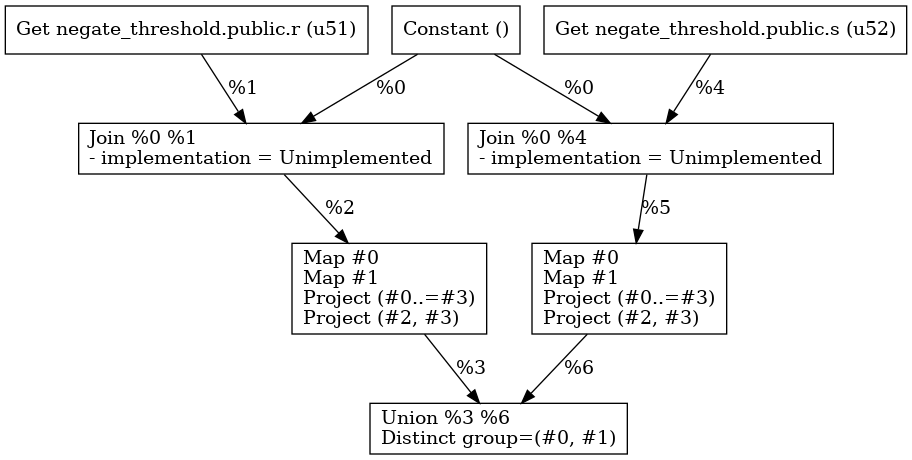 Get negate_threshold.public.r (u51)
Constant ()
Get negate_threshold.public.s (u52)
%1
%0
%0
%4
Join %0 %1
- implementation = Unimplemented
Join %0 %4
- implementation = Unimplemented
%2
%5
Map #0
Map #1
Project (#0..=#3)
Project (#2, #3)
Map #0
Map #1
Project (#0..=#3)
Project (#2, #3)
%3
%6
Union %3 %6
Distinct group=(#0, #1)